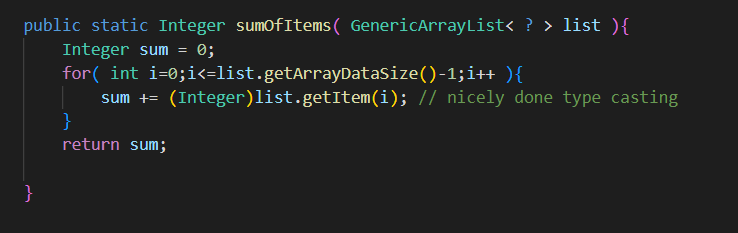 public static Integer sumOfItems( GenericArrayList< ? > list ){
Integer sum = 0;
for( int i=0;i<=list.getArrayDataSize()-1;i++ ){
sum += (Integer)list.getItem(i); // nicely done type casting
}
return sum;
}